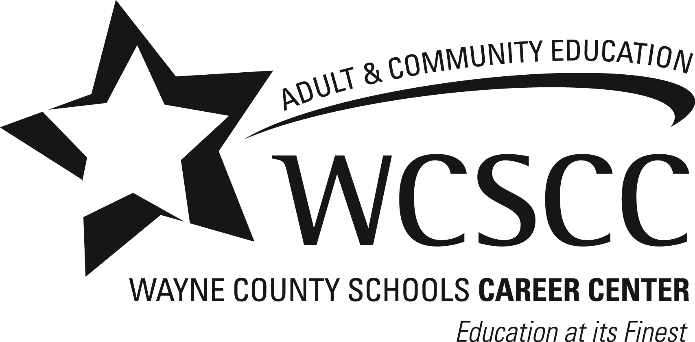 ADULT & COMMUNITY EDUCATION
WCSCC
WAYNE COUNTY SCHOOLS CAREER CENTER
Education at its Finest